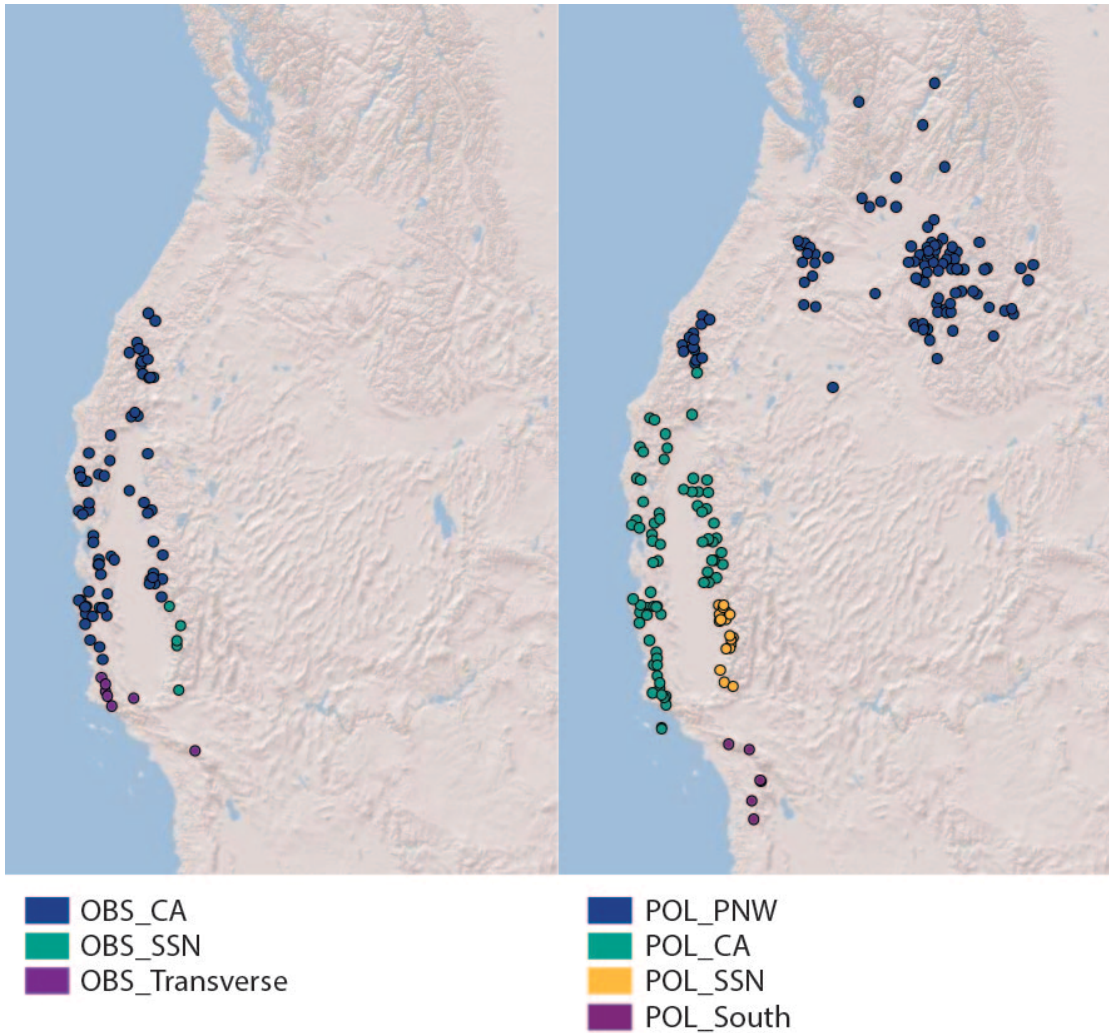 OBS_CA
OBS_SSN
OBS_Transverse
POL_PNW
POL_CA
POL_SSN
POL_South